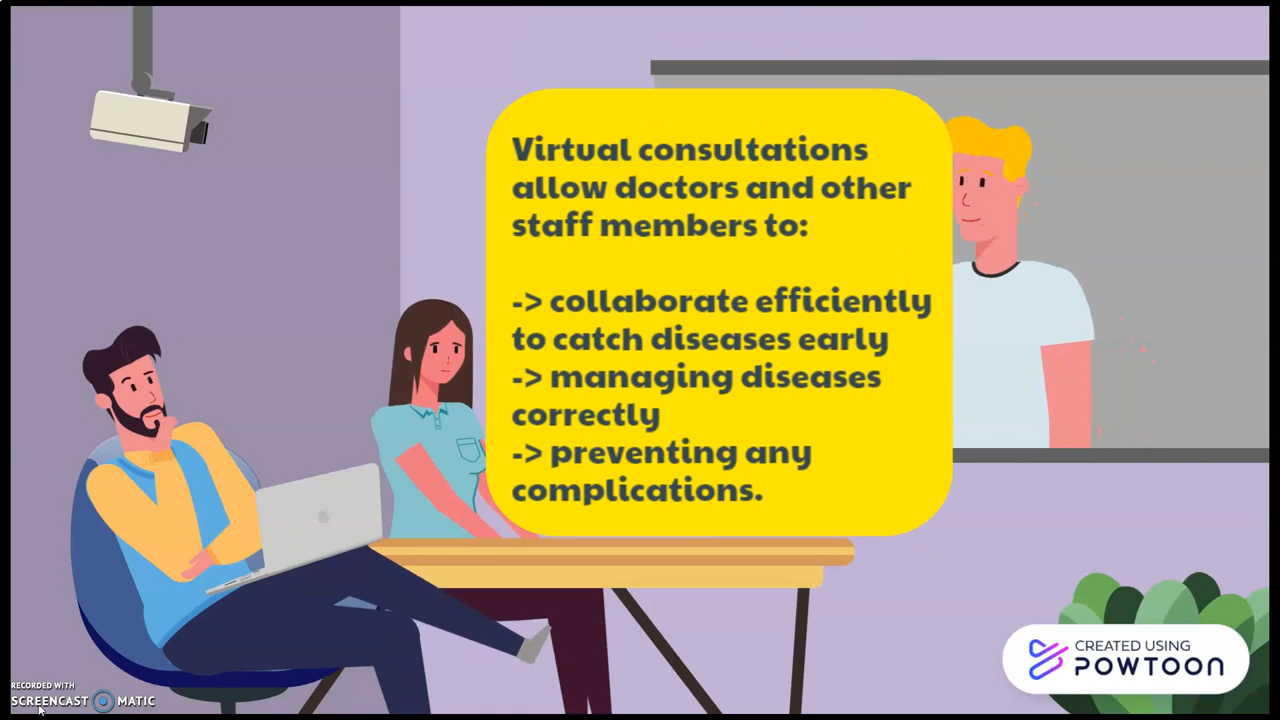 Virtual consultations
allow doctors and other
staff members to:
-> collaborate efficiently
to catch diseases early
-> managing diseases
correctly
-> preventing any
complications.
CREATED USING
POWTOON
RECORDED WITH
SCREENCAST MATIC